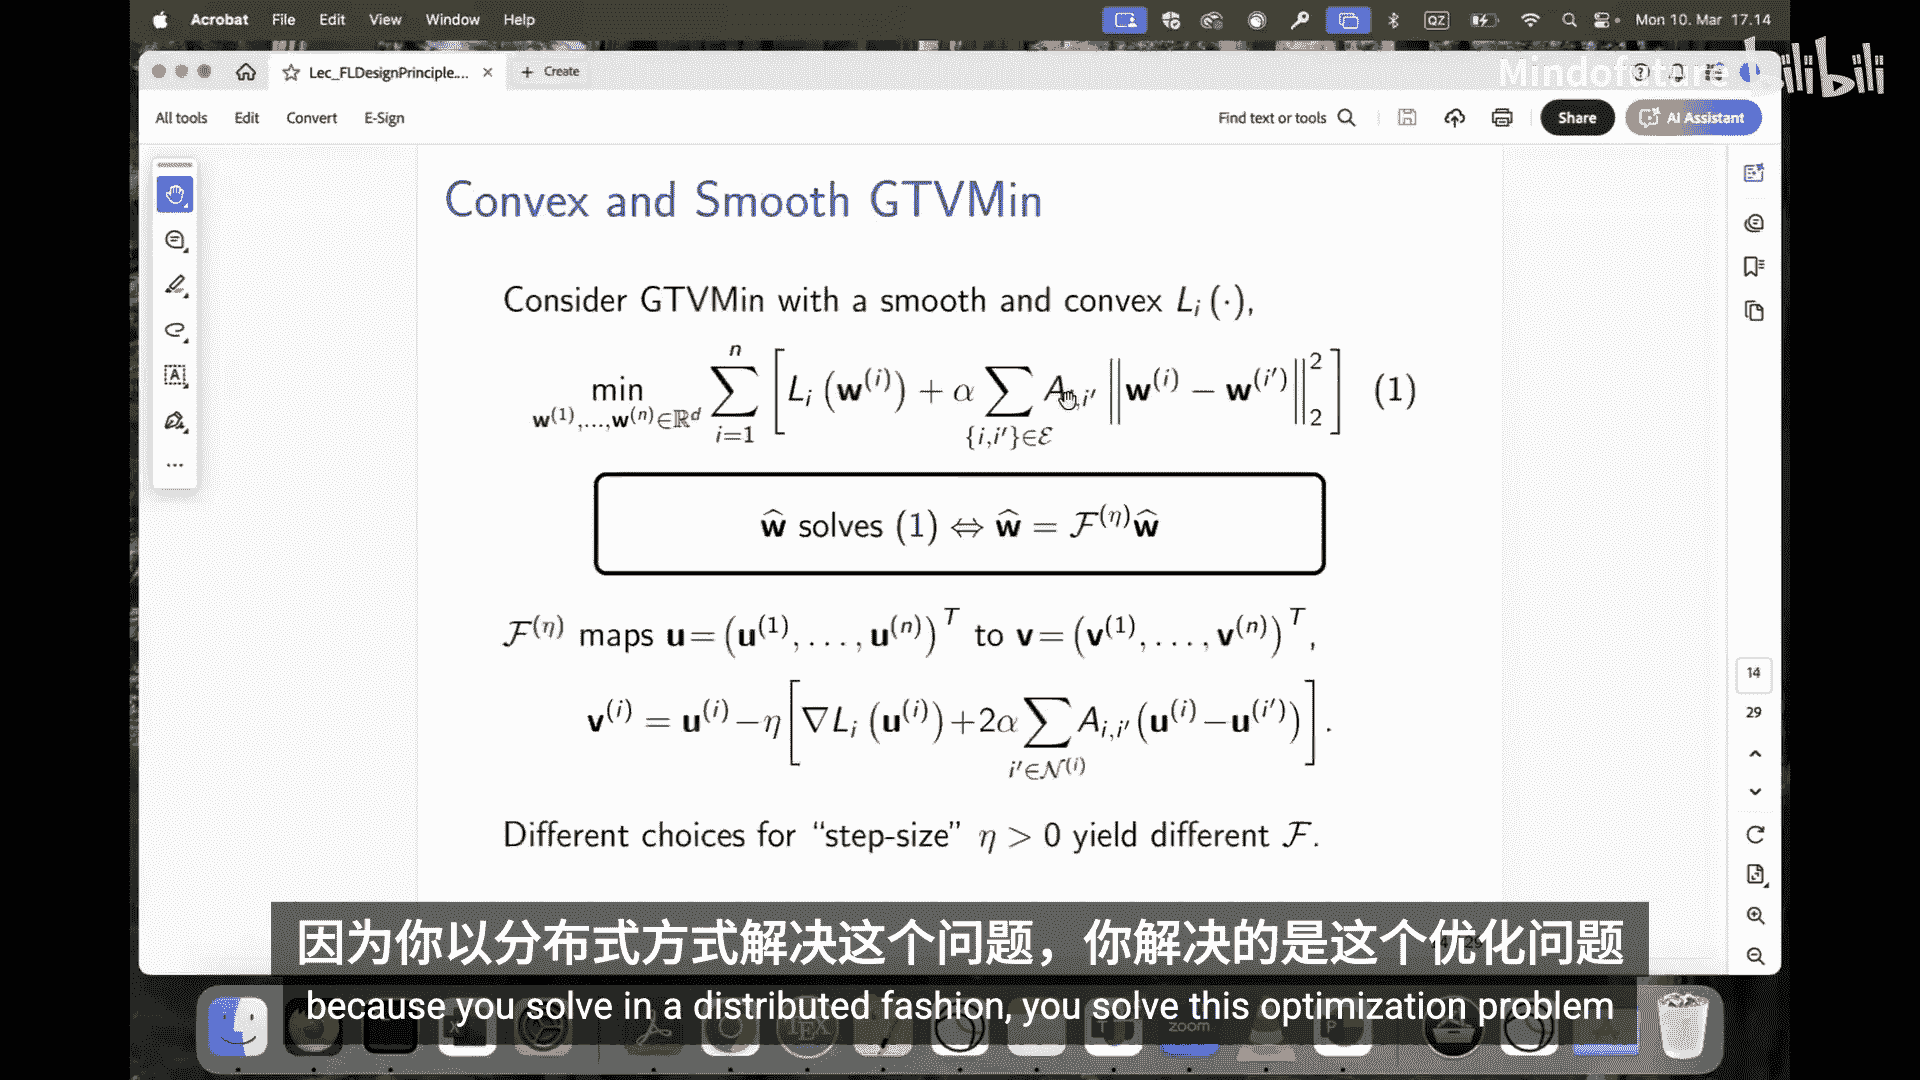 Acrobat File Edit View Window Help
QZ Mon 10. Mar 17.14
Lec_FLDesignPrinciple.... × + Create
Mindofuture bilibili
All tools Edit Convert E-Sign
Find text or tools Share AI Assistant
Convex and Smooth GTVMin
Consider GTVMin with a smooth and convex L_i (·),
min_{w^(1),...,w^(n)∈ℝ^d} ∑_{i=1}^{n} [ L_i (w^(i)) + α ∑_{{i,i′}∈ℰ} A_{,i′} ‖w^(i) − w^(i′)‖_2^2 ] (1)
ŵ solves (1) ⇔ ŵ = ℱ^(η) ŵ
ℱ^(η) maps u=(u^(1), . . . , u^(n))^T to v=(v^(1), . . . , v^(n))^T,
v^(i) = u^(i) −η[∇L_i (u^(i))+2α ∑_{i′∈𝒩^(i)} A_{i,i′}(u^(i)−u^(i′))].
Different choices for “step-size” η > 0 yield different ℱ.
14
29
因为你以分布式方式解决这个问题，你解决的是这个优化问题
because you solve in a distributed fashion, you solve this optimization problem
zoom